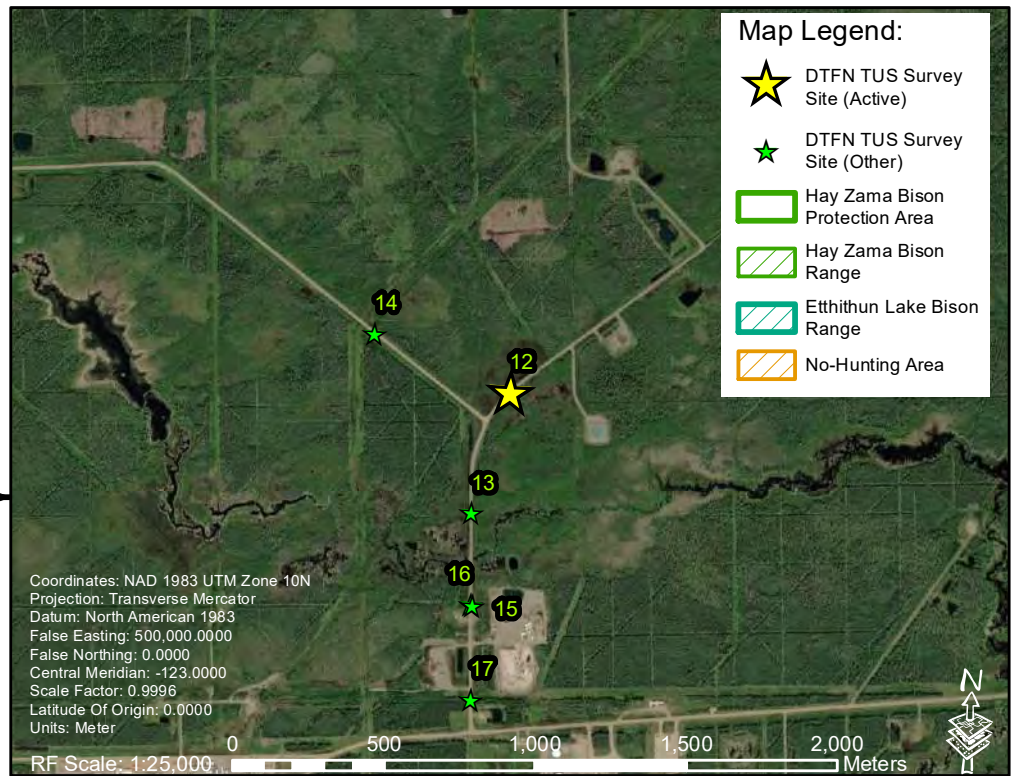 Map Legend:
DTFN TUS Survey
Site (Active)
DTFN TUS Survey
Site (Other)
Hay Zama Bison
Protection Area
Hay Zama Bison
Range
Etthithun Lake Bison
Range
No-Hunting Area
14
12
13
16
15
17
Coordinates: NAD 1983 UTM Zone 10N
Projection: Transverse Mercator
Datum: North American 1983
False Easting: 500,000.0000
False Northing: 0.0000
Central Meridian: -123.0000
Scale Factor: 0.9996
Latitude Of Origin: 0.0000
Units: Meter
N
0 500 1,000 1,500 2,000
RF Scale: 1:25,000 Meters